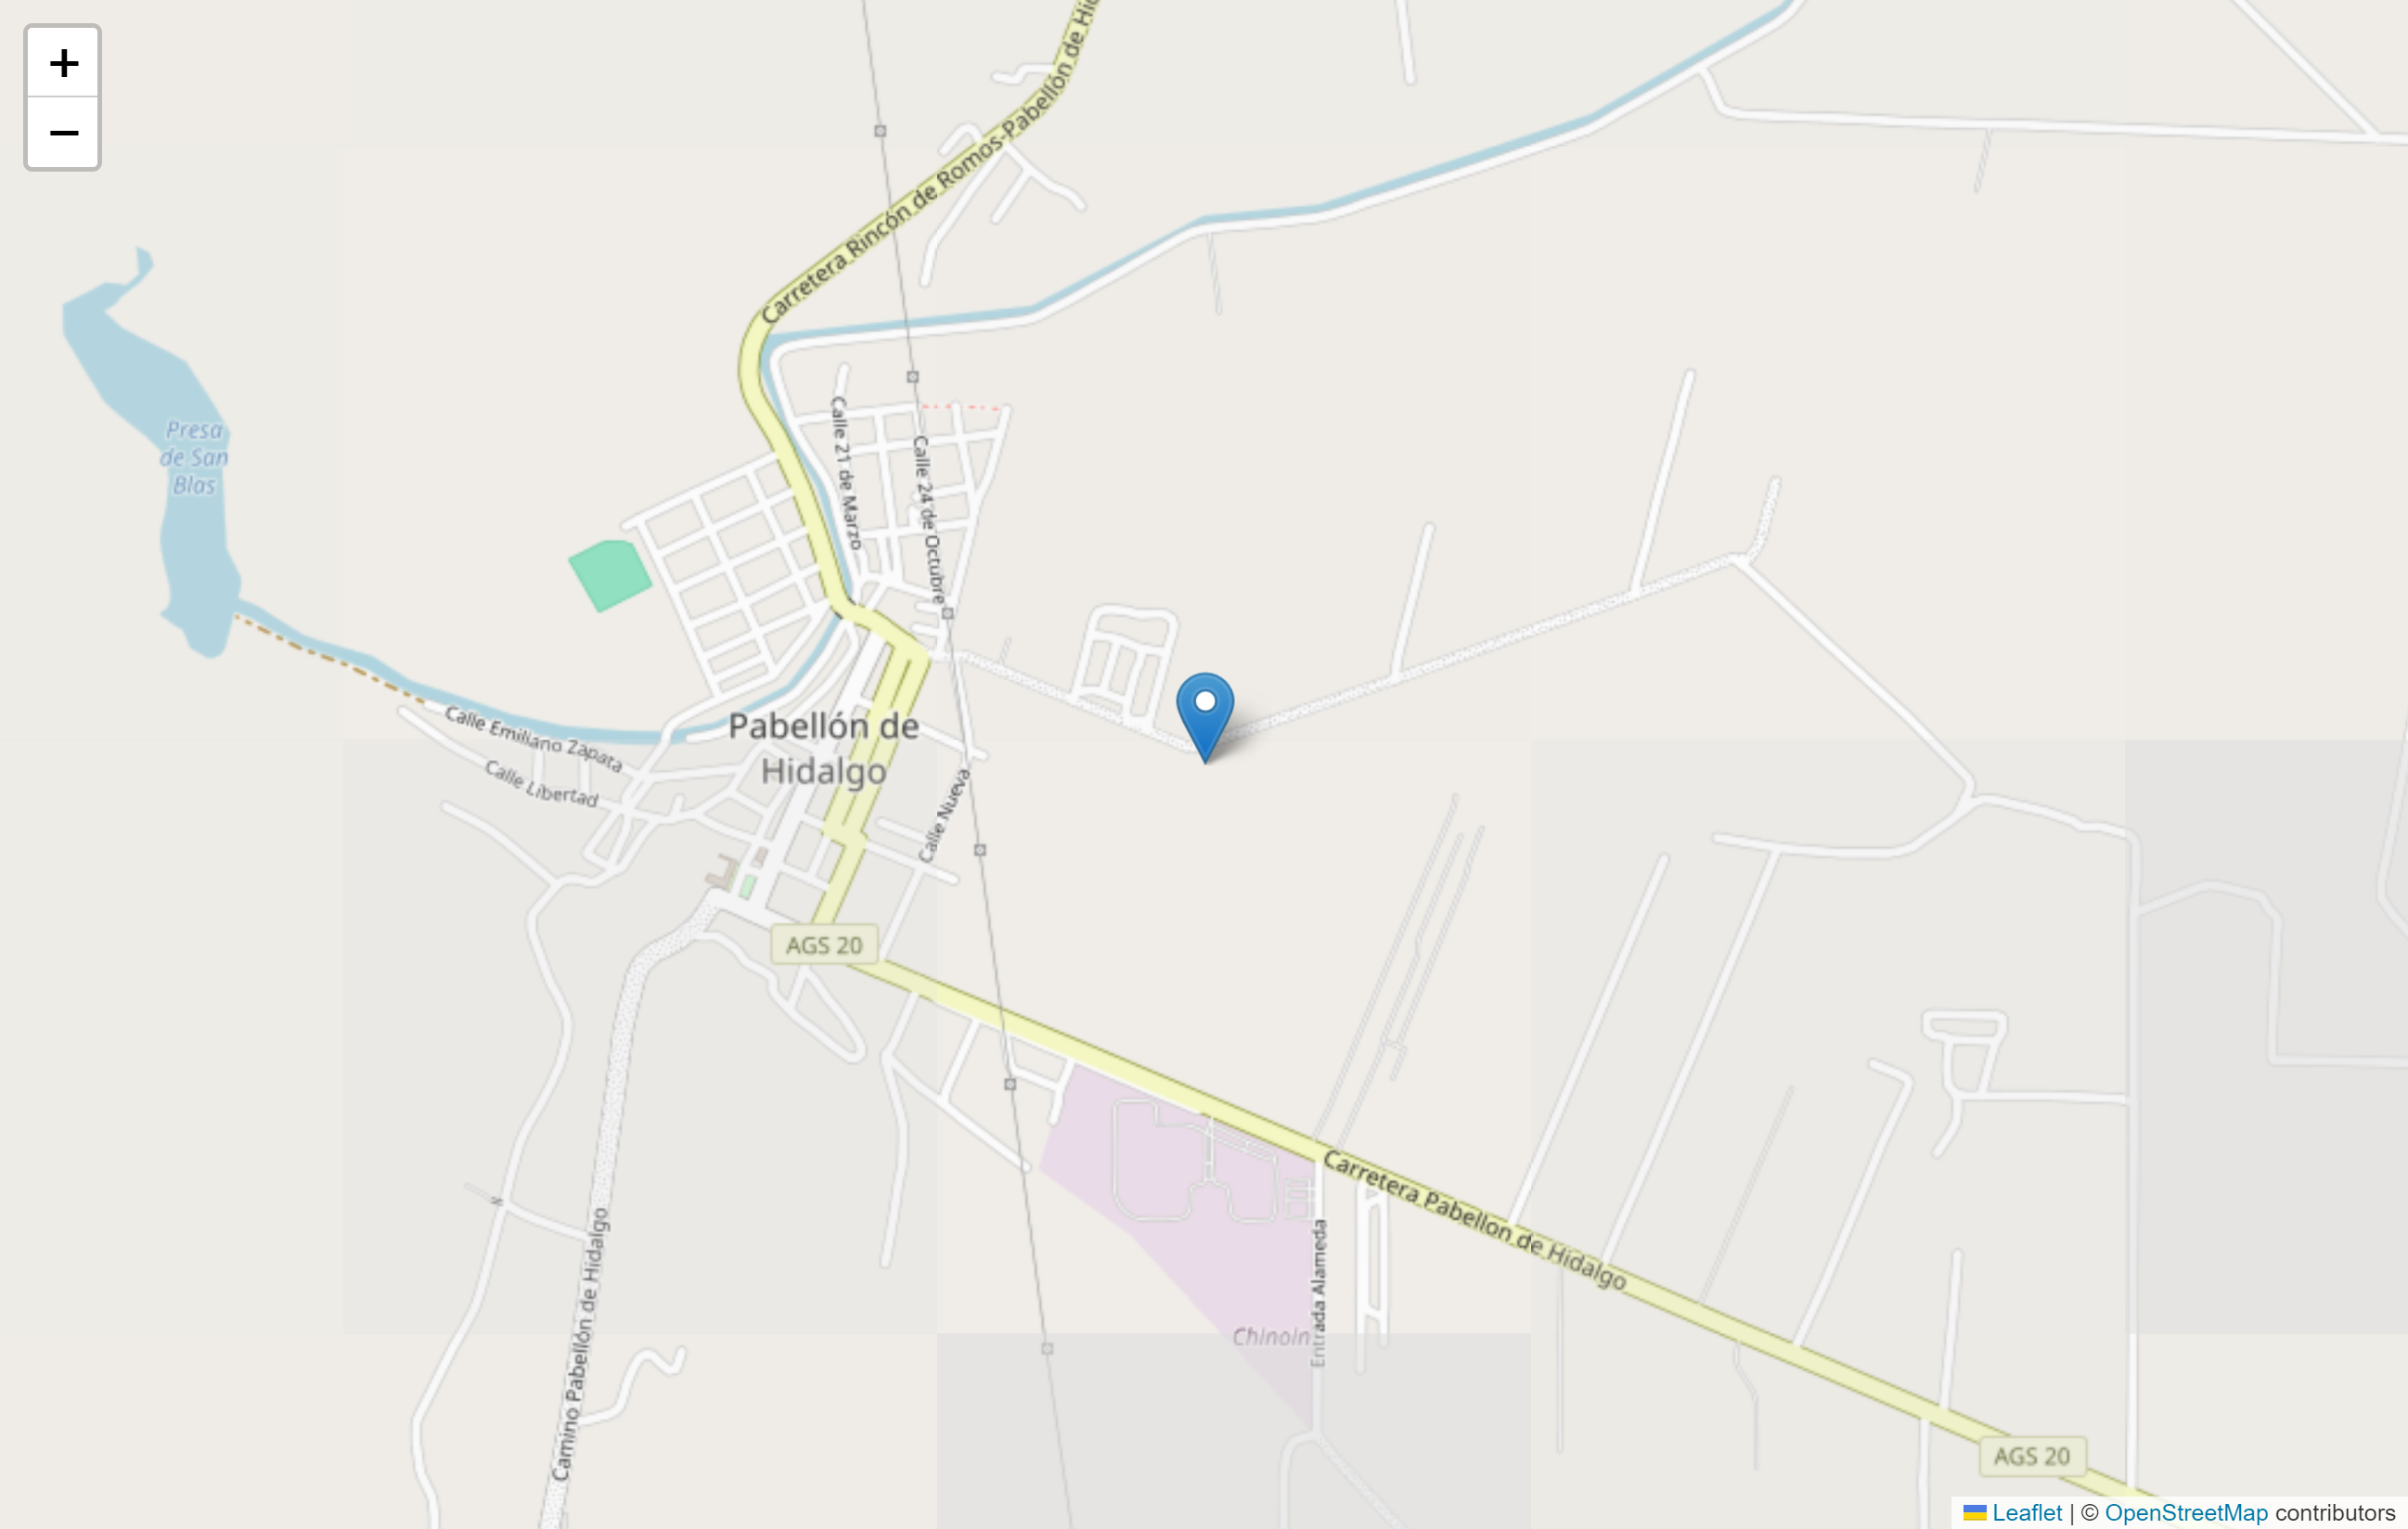 +
−
Carretera Rincón de Romos-Pabellón de Hid
Presa
de San
Blas
Calle 21 de Marzo
Calle 24 de Octubre
Calle Emiliano Zapata
Calle Libertad
Pabellón de
Hidalgo
Calle Nueva
AGS 20
Carretera Pabellon de Hidalgo
Entrada Alameda
Chinoin
Camino Pabellón de Hidalgo
AGS 20
Leaflet | © OpenStreetMap contributors